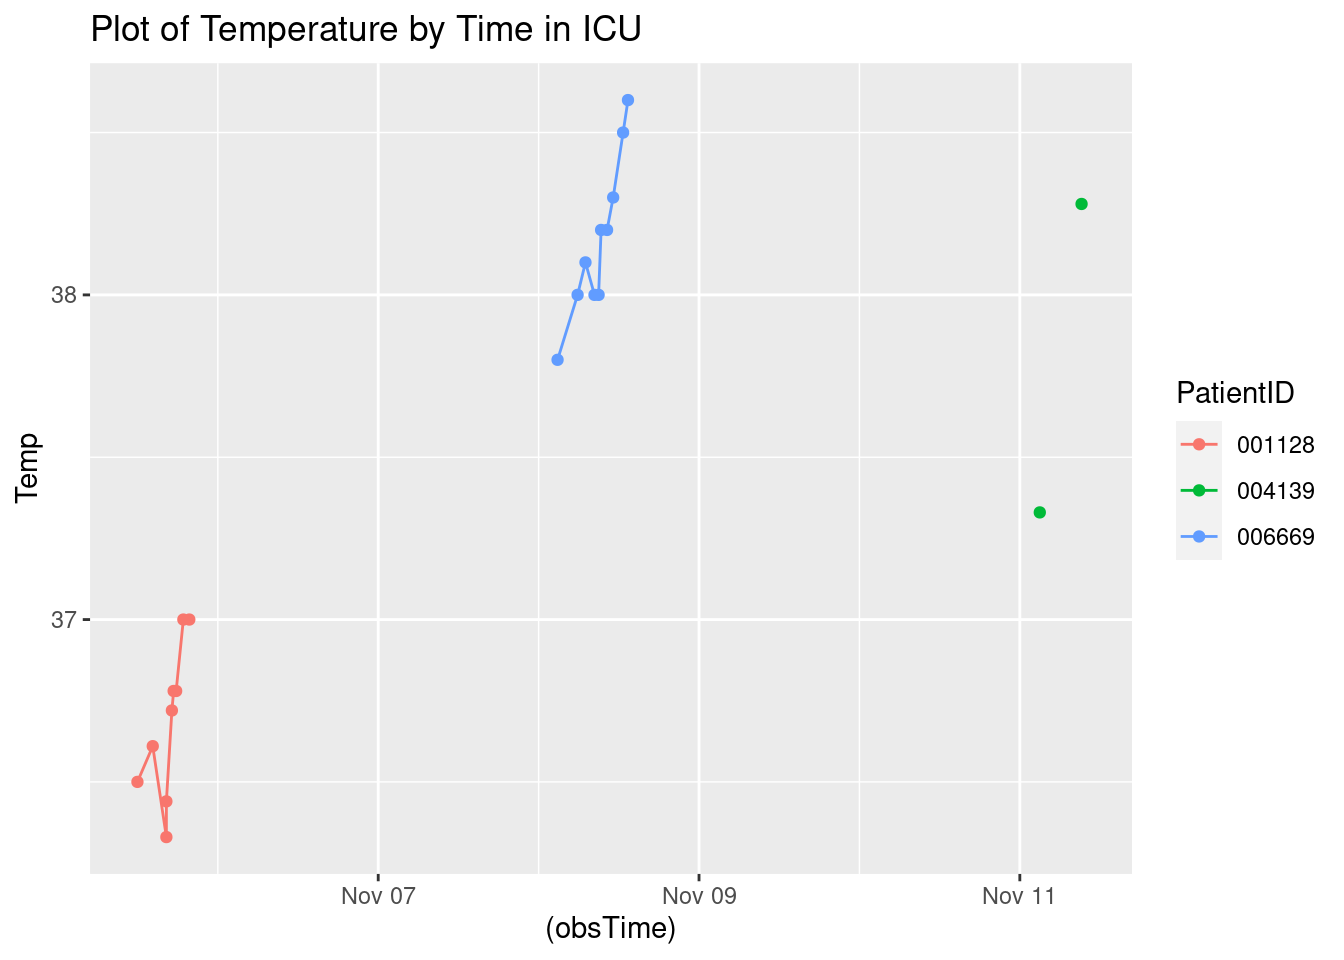 Plot of Temperature by Time in ICU
Temp
38
37
Nov 07
Nov 09
Nov 11
(obsTime)
PatientID
001128
004139
006669